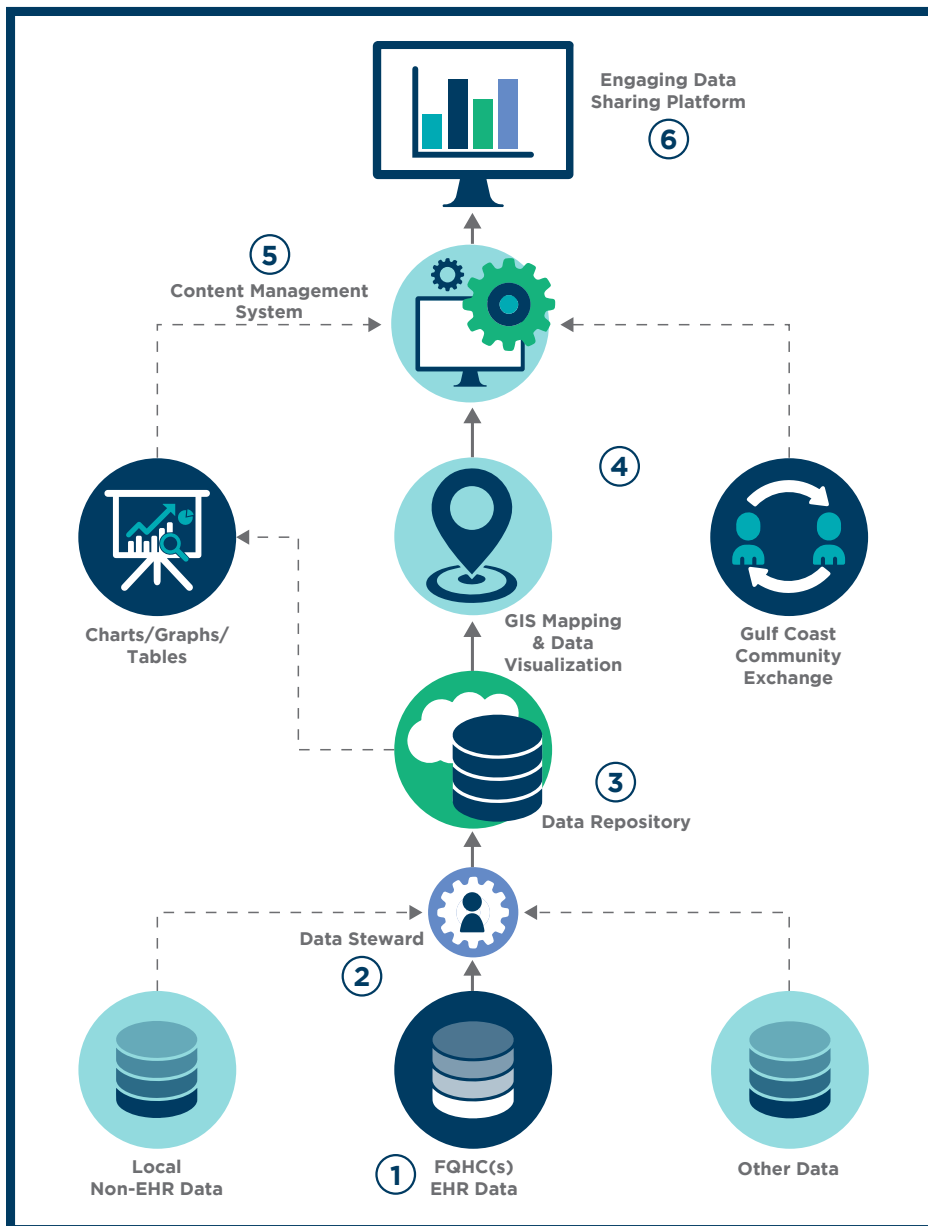 Engaging Data
Sharing Platform
6
5
Content Management
System
4
Charts/Graphs/
Tables
GIS Mapping
& Data
Visualization
Gulf Coast
Community
Exchange
3
Data Repository
Data Steward
2
Local
Non-EHR Data
1
FQHC(s)
EHR Data
Other Data